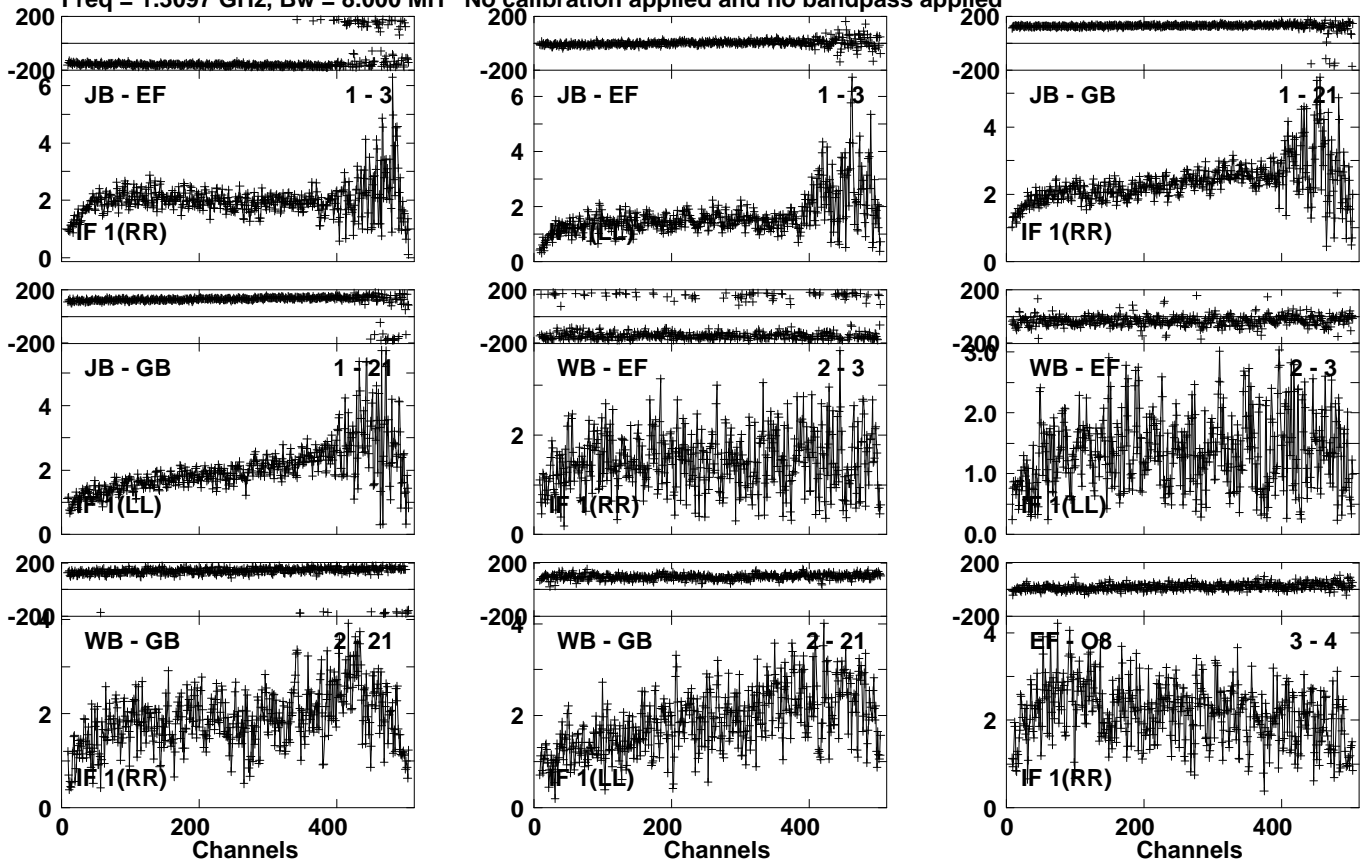 Freq = 1.3097 GHz, Bw = 8.000 MH No calibration applied and no bandpass applied
200
-200
6
4
2
0
JB - EF 1 - 3
IF 1(RR)
200
-200
6
4
2
0
JB - EF 1 - 3
IF 1(LL)
200
-200
4
2
0
JB - GB 1 - 21
IF 1(RR)
200
-200
4
2
0
JB - GB 1 - 21
IF 1(LL)
200
-200
2
0
WB - EF 2 - 3
IF 1(RR)
200
-200
3.0
2.0
1.0
0.0
WB - EF 2 - 3
IF 1(LL)
200
-200
4
2
0
WB - GB 2 - 21
IF 1(RR)
0 200 400
Channels
200
-200
4
2
0
WB - GB 2 - 21
IF 1(LL)
0 200 400
Channels
200
-200
4
2
0
EF - O8 3 - 4
IF 1(RR)
0 200 400
Channels